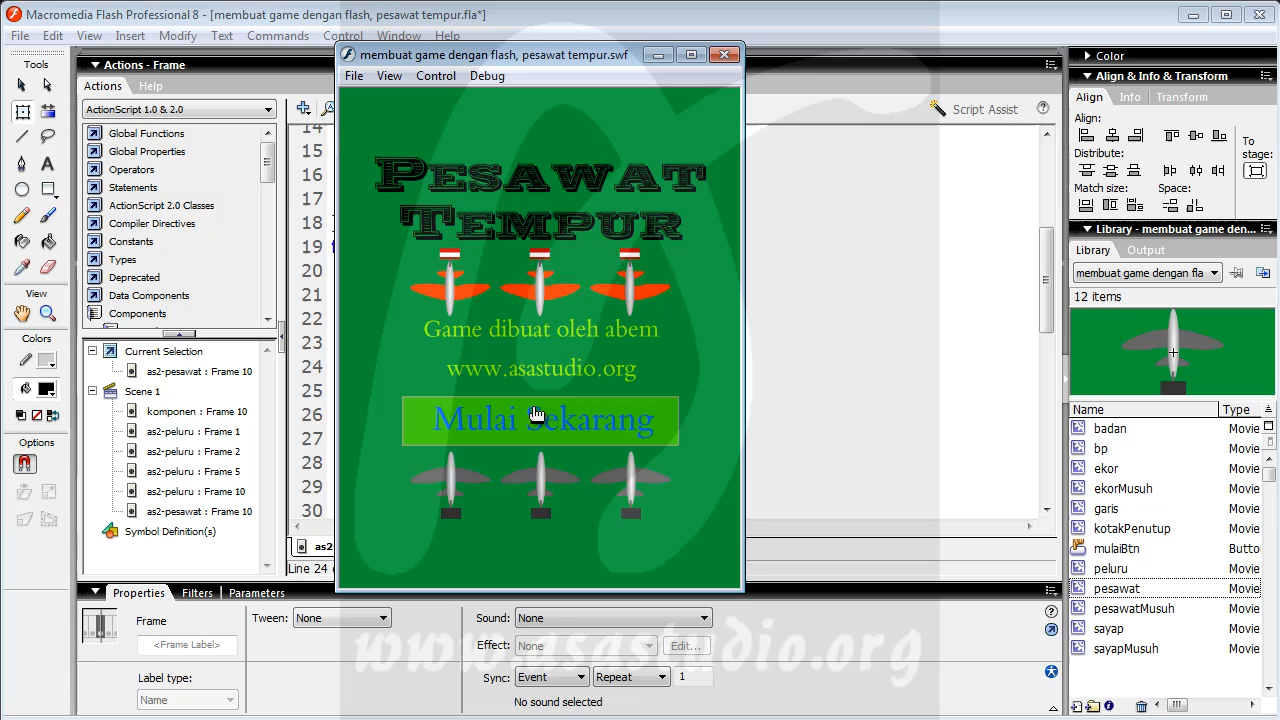 Macromedia Flash Professional 8 - [membuat game dengan flash, pesawat tempur.fla*]
File Edit View Insert Modify Text Commands
Tools
Actions - Frame
Actions Help
ActionScript 1.0 & 2.0
Global Functions
Global Properties
Operators
Statements
ActionScript 2.0 Classes
Compiler Directives
Constants
Types
Deprecated
Data Components
Components
View
Colors
Options
Current Selection
as2-pesawat : Frame 10
Scene 1
komponen : Frame 10
as2-peluru : Frame 1
as2-peluru : Frame 2
as2-peluru : Frame 5
as2-peluru : Frame 10
as2-pesawat : Frame 10
Symbol Definition(s)
14
15
16
17
18
19
20
21
22
23
24
25
26
27
28
29
30
Line 24
membuat game dengan flash, pesawat tempur.swf
File View Control Debug
Pesawat
Tempur
Game dibuat oleh abem
www.asastudio.org
Mulai Sekarang
Script Assist
Color
Align & Info & Transform
Align Info Transform
Align:
Distribute:
Match size: Space:
To
stage:
Library - membuat game den...
Library Output
membuat game dengan fla
12 items
Name Type
badan Movie
bp Movie
ekor Movie
ekorMusuh Movie
garis Movie
kotakPenutup Movie
mulaiBtn Butto
peluru Movie
pesawat Movie
pesawatMusuh Movie
sayap Movie
sayapMusuh Movie
Properties Filters Parameters
Frame
<Frame Label>
Label type:
Name
Tween: None
Sound: None
Effect: None Edit...
Sync: Event Repeat 1
No sound selected
www.asastudio.org